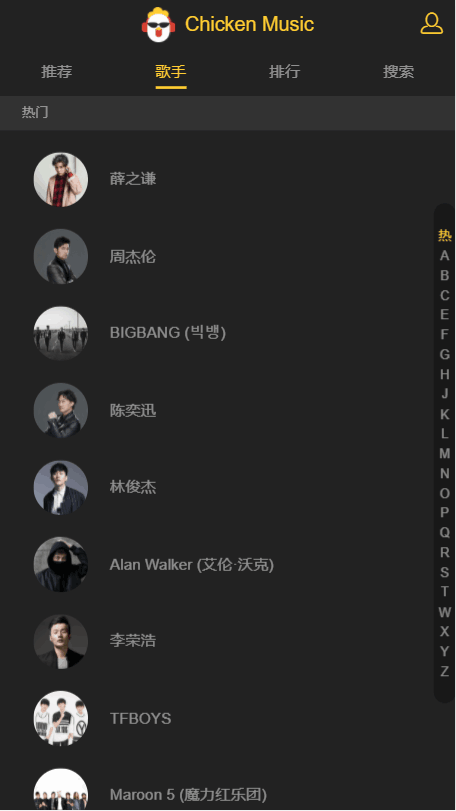 Chicken Music
推荐
歌手
排行
搜索
热门
薛之谦
周杰伦
BIGBANG (빅뱅)
陈奕迅
林俊杰
Alan Walker (艾伦·沃克)
李荣浩
TFBOYS
Maroon 5 (魔力红乐团)
热
A
B
C
E
F
G
H
J
K
L
M
N
O
P
Q
R
S
T
W
X
Y
Z